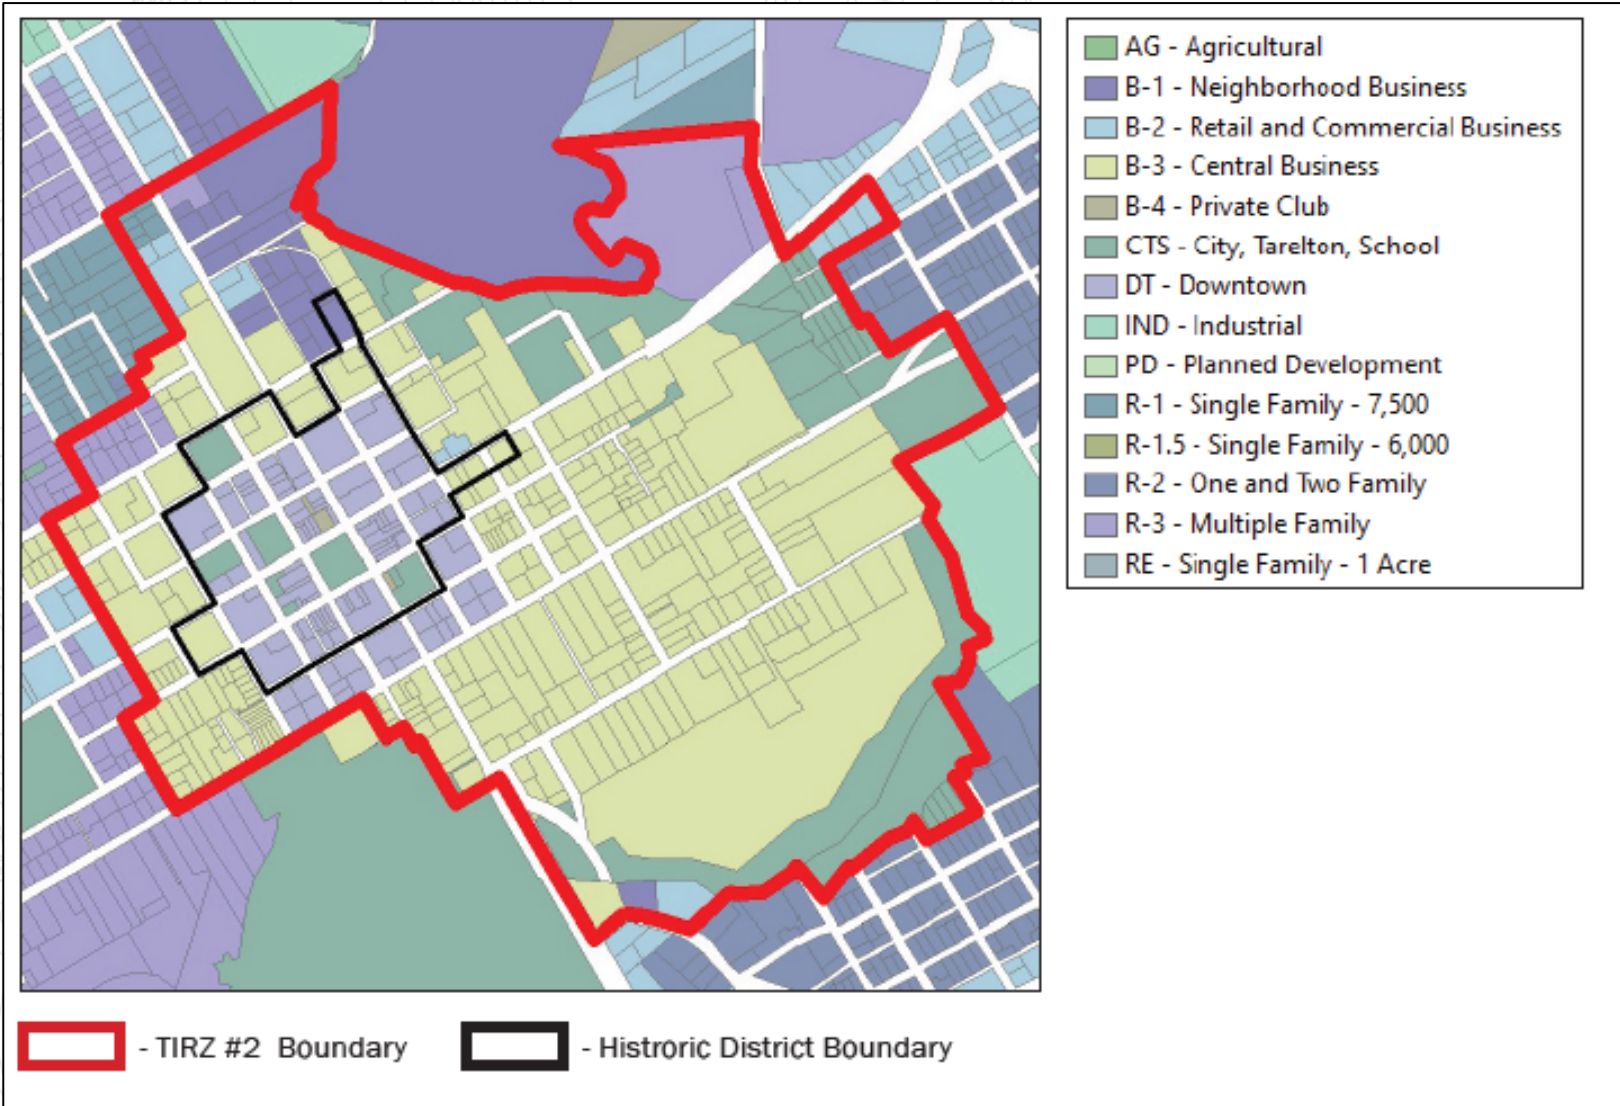 AG - Agricultural
B-1 - Neighborhood Business
B-2 - Retail and Commercial Business
B-3 - Central Business
B-4 - Private Club
CTS - City, Tarelton, School
DT - Downtown
IND - Industrial
PD - Planned Development
R-1 - Single Family - 7,500
R-1.5 - Single Family - 6,000
R-2 - One and Two Family
R-3 - Multiple Family
RE - Single Family - 1 Acre
- TIRZ #2 Boundary
- Histroric District Boundary